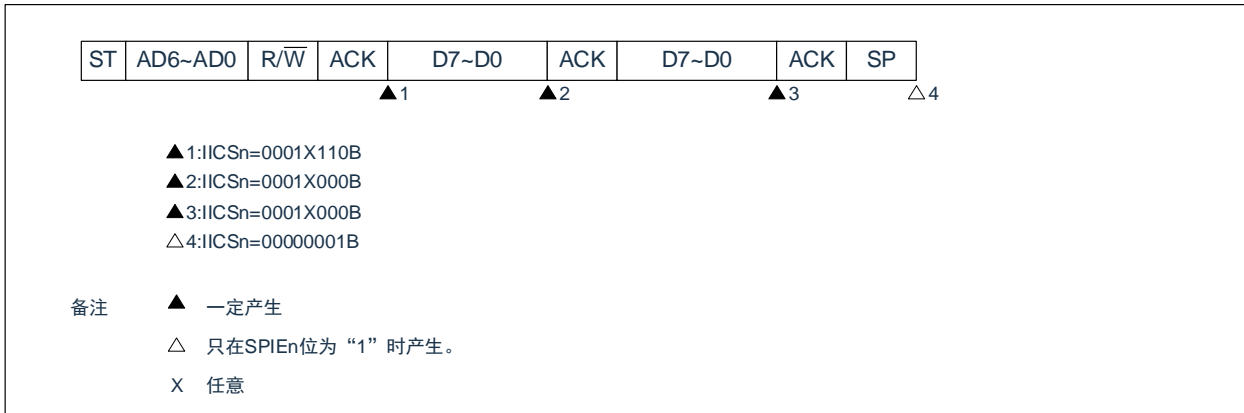 ST AD6~AD0 R/W ACK D7~D0 ACK D7~D0 ACK SP
▲1 ▲2 ▲3 △4
▲1:IICSn=0001X110B
▲2:IICSn=0001X000B
▲3:IICSn=0001X000B
△4:IICSn=00000001B
备注 ▲ 一定产生
△ 只在SPIEn位为“1”时产生。
X 任意